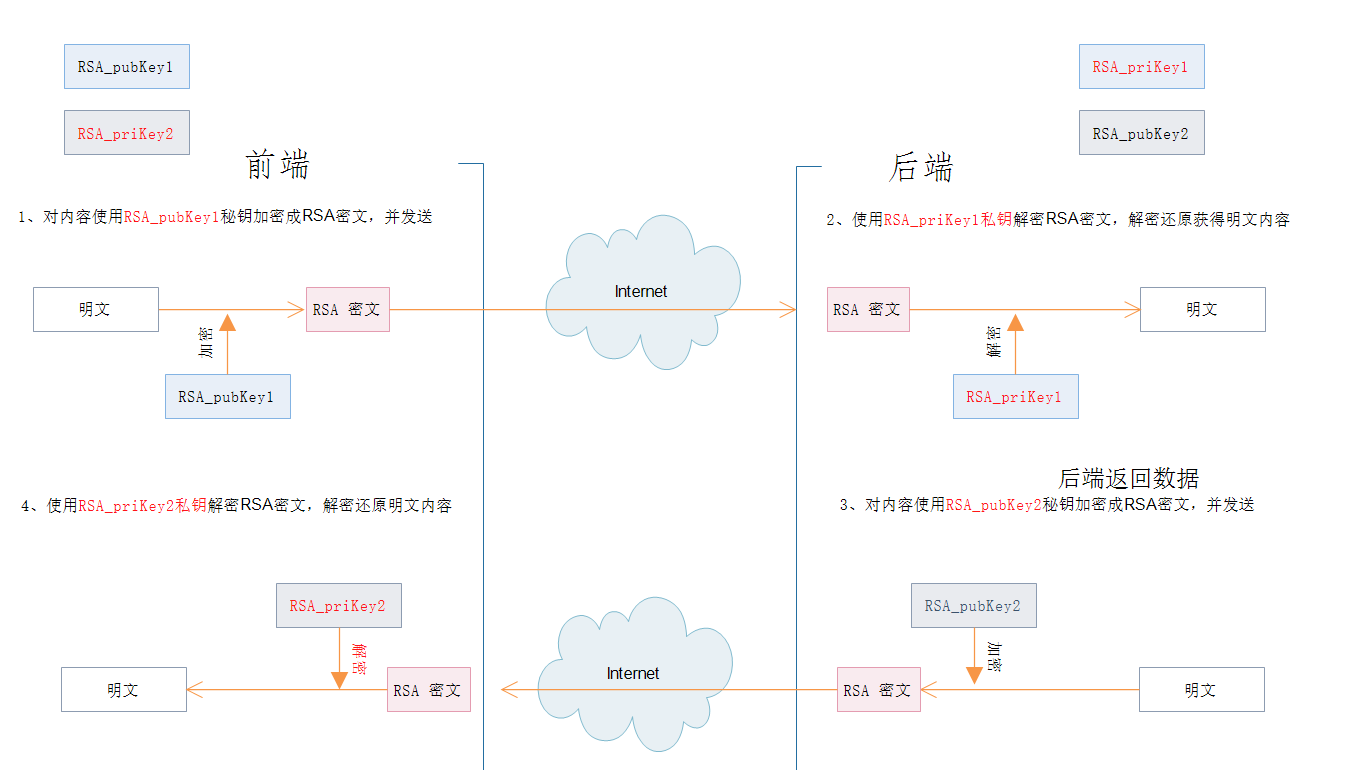 RSA_pubKey1
RSA_priKey1
RSA_priKey2
RSA_pubKey2
前端
后端
1、对内容使用RSA_pubKey1秘钥加密成RSA密文，并发送
2、使用RSA_priKey1私钥解密RSA密文，解密还原获得明文内容
Internet
明文
RSA 密文
RSA 密文
明文
加密
解密
RSA_pubKey1
RSA_priKey1
后端返回数据
4、使用RSA_priKey2私钥解密RSA密文，解密还原明文内容
3、对内容使用RSA_pubKey2秘钥加密成RSA密文，并发送
RSA_priKey2
RSA_pubKey2
解密
加密
Internet
明文
RSA 密文
RSA 密文
明文